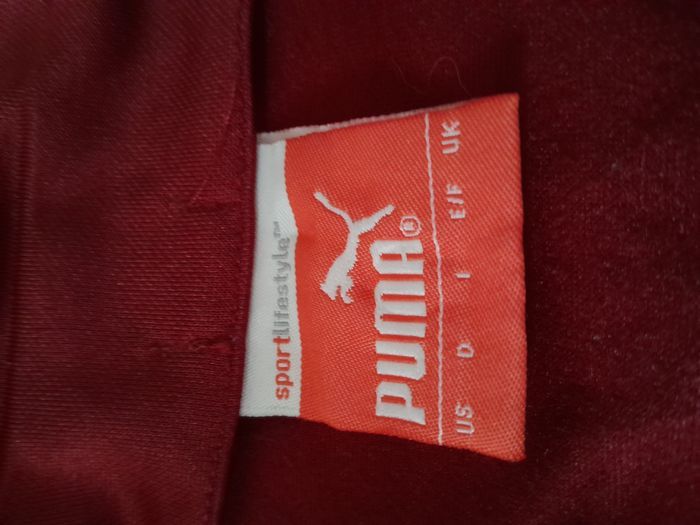 sportlifestyle™
PUMA®
US D I E/F UK